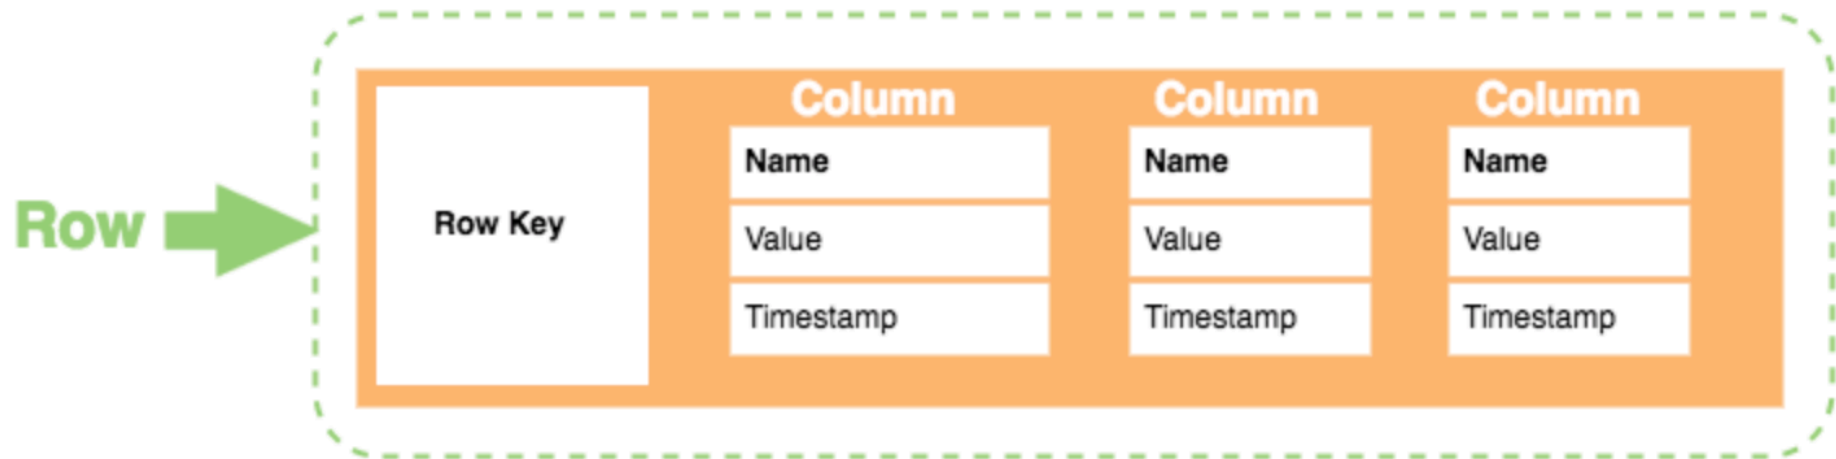 Row
Row Key
Column
Name
Value
Timestamp
Column
Name
Value
Timestamp
Column
Name
Value
Timestamp